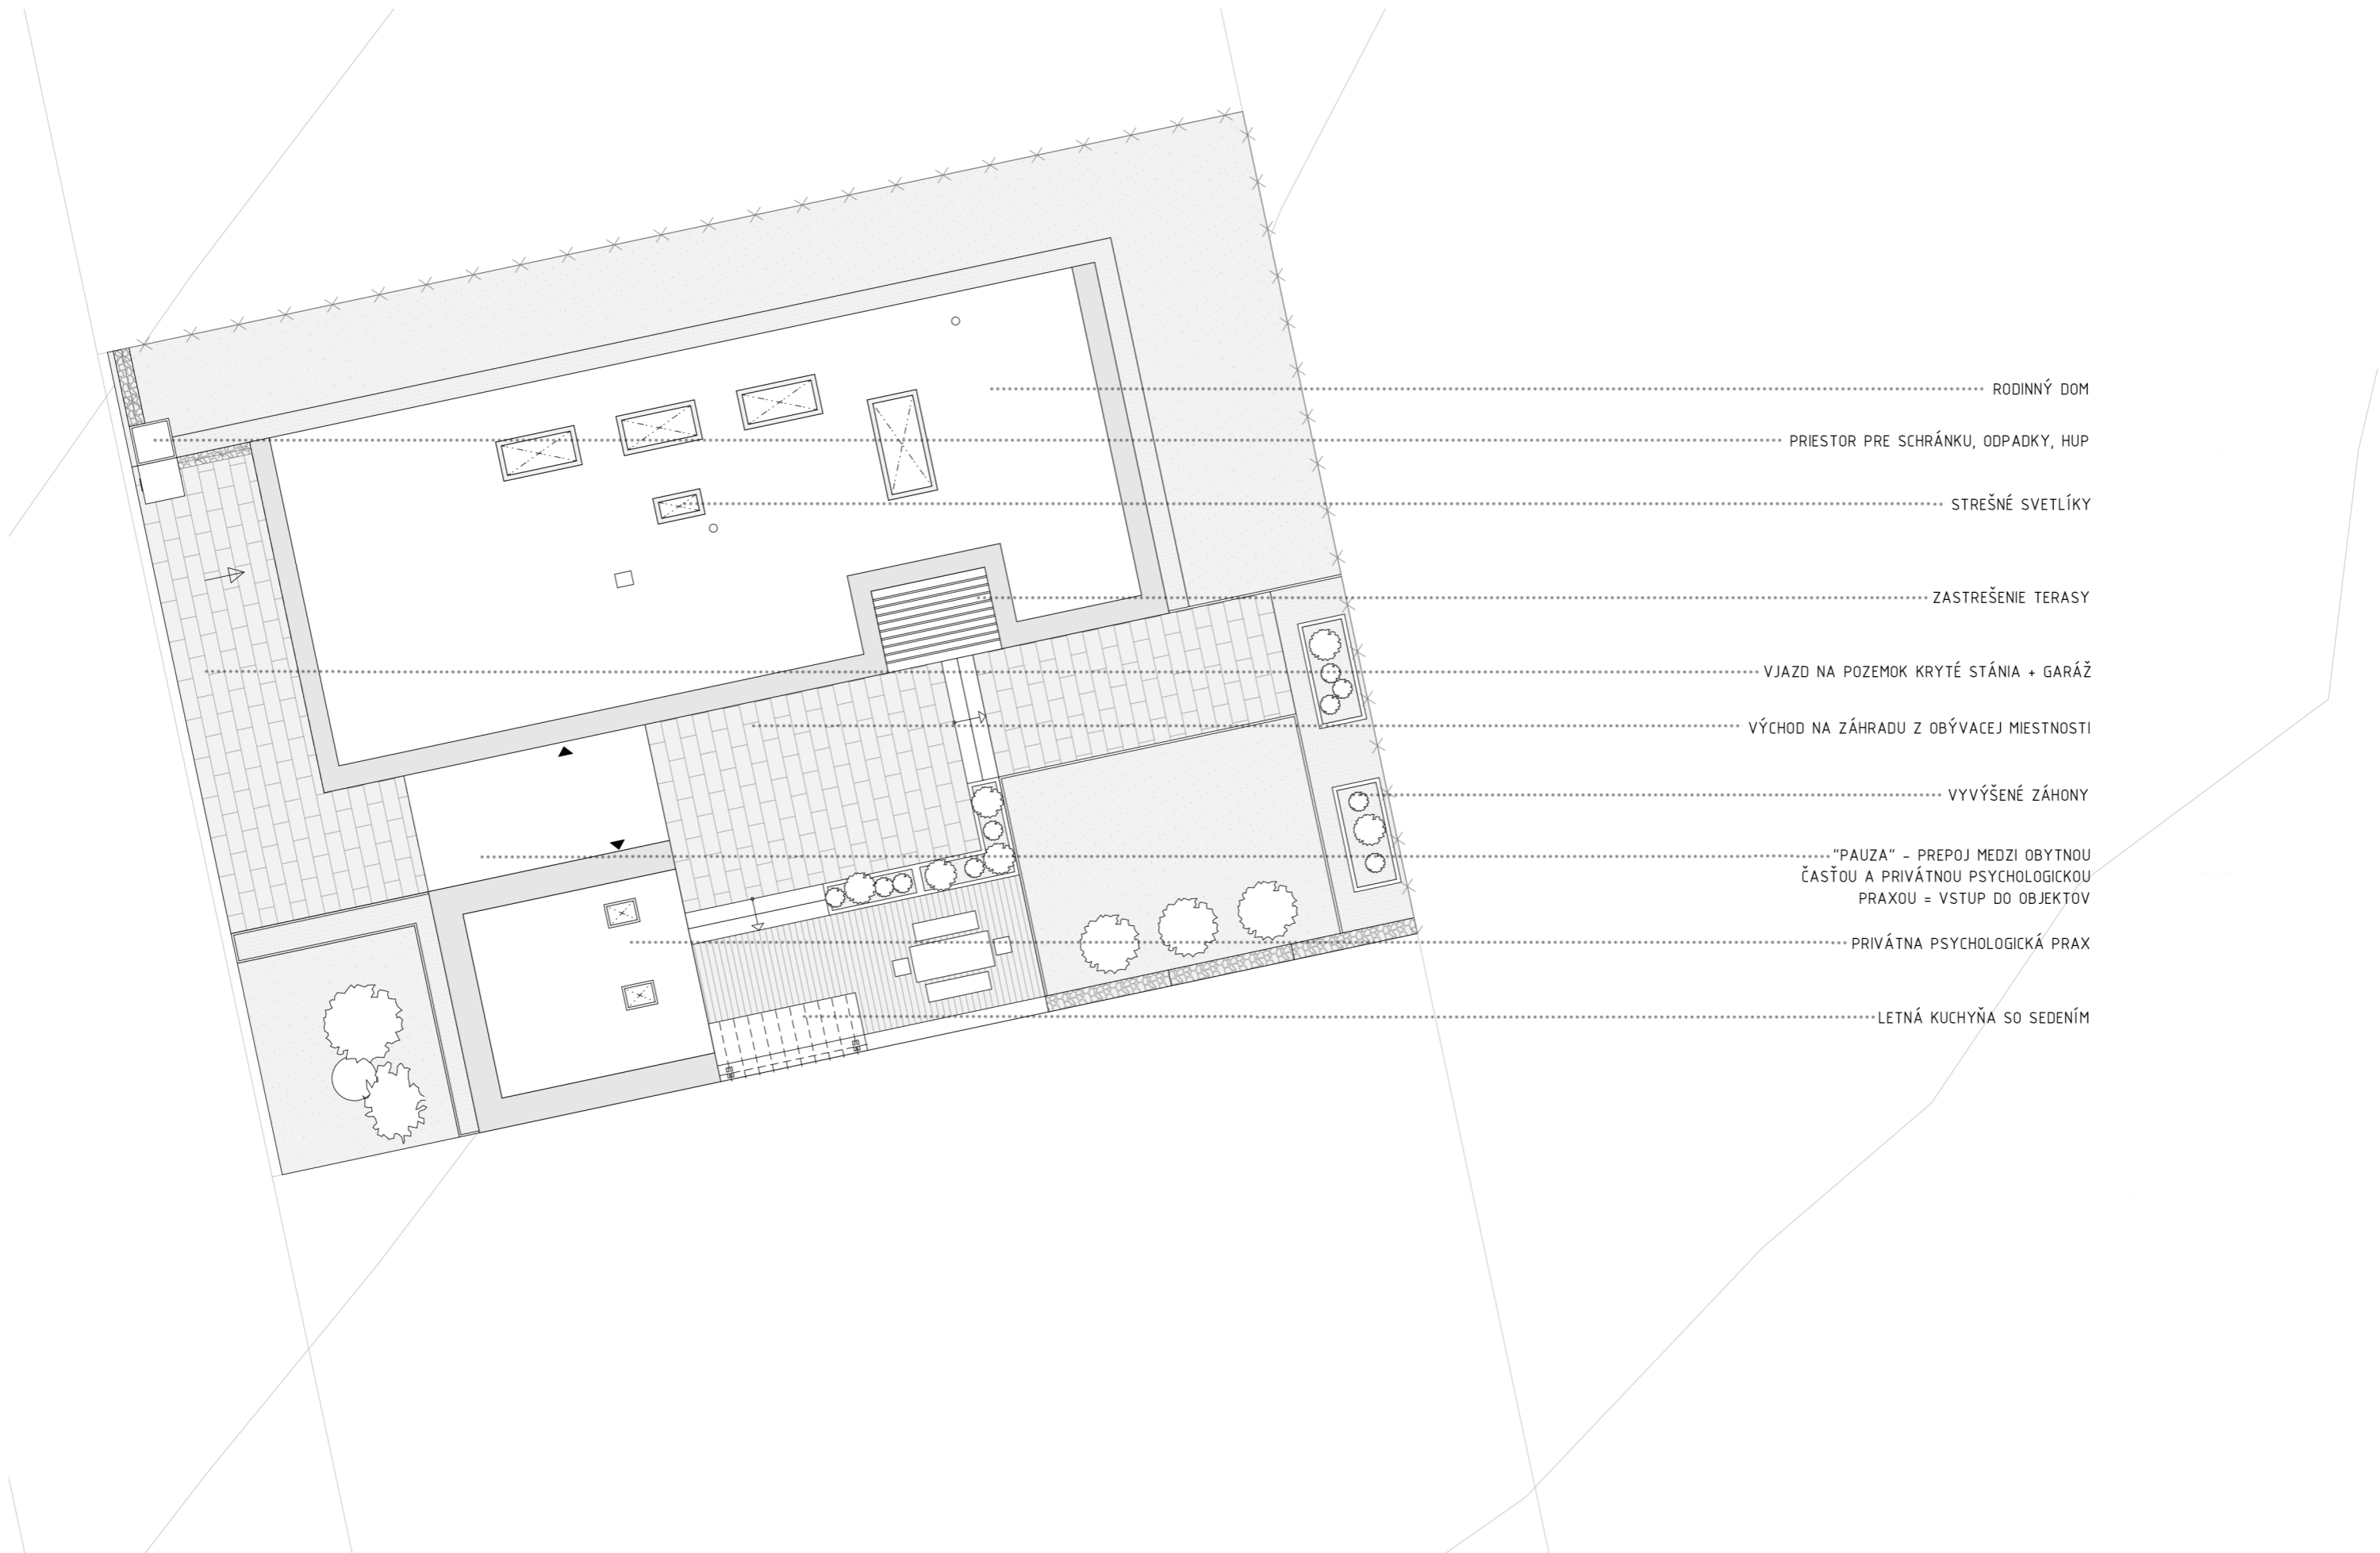 RODINNÝ DOM
PRIESTOR PRE SCHRÁNKU, ODPADKY, HUP
STREŠNÉ SVETLÍKY
ZASTREŠENIE TERASY
VJAZD NA POZEMOK KRYTÉ STÁNIA + GARÁŽ
VÝCHOD NA ZÁHRADU Z OBÝVACEJ MIESTNOSTI
VYVÝŠENÉ ZÁHONY
"PAUZA" - PREPOJ MEDZI OBYTNOU
ČASŤOU A PRIVÁTNOU PSYCHOLOGICKOU
PRAXOU = VSTUP DO OBJEKTOV
PRIVÁTNA PSYCHOLOGICKÁ PRAX
LETNÁ KUCHYŇA SO SEDENÍM